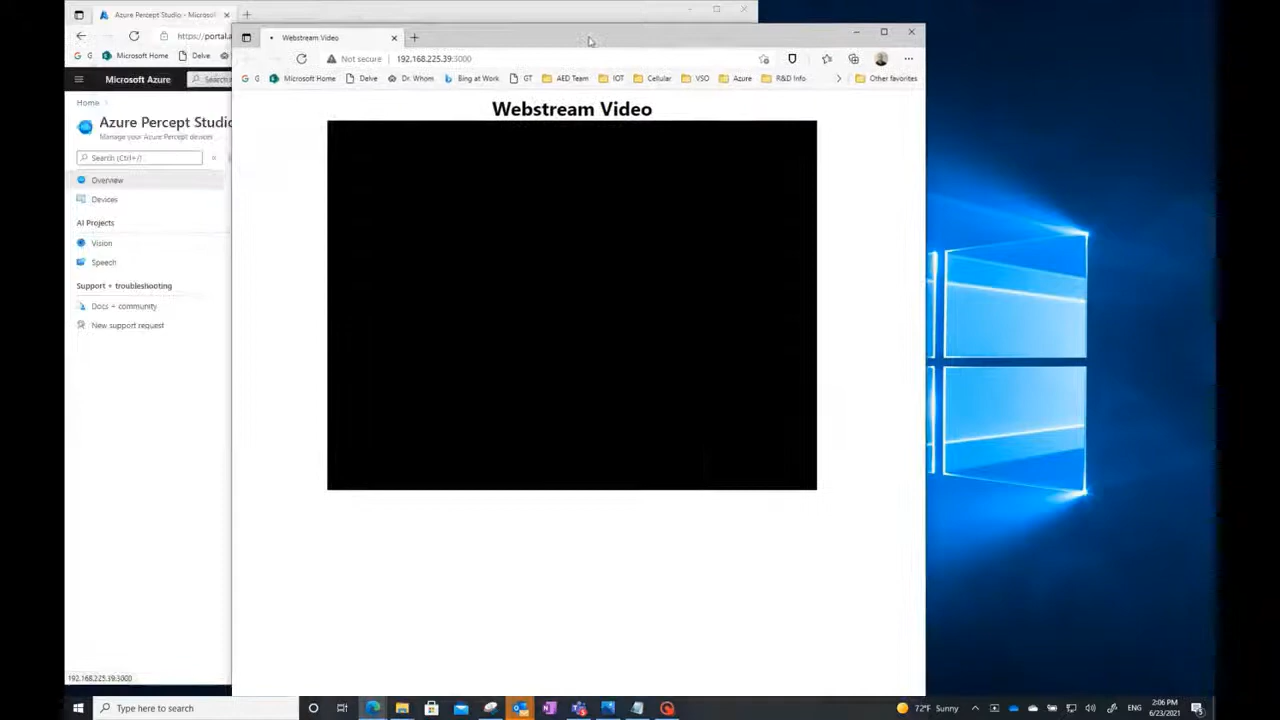 Azure Percept Studio - Microsof
https://portal.a
G
Microsoft Home
Delve
Microsoft Azure
Search
Home
Azure Percept Studio
Manage your Azure Percept devices
Search (Ctrl+/)
Overview
Devices
AI Projects
Vision
Speech
Support + troubleshooting
Docs + community
New support request
192.168.225.39:3000
Webstream Video
Not secure
192.168.225.39:3000
G
Microsoft Home
Delve
Dr. Whom
Bing at Work
GT
AED Team
IOT
Cellular
VSO
Azure
R&D Info
Other favorites
Webstream Video
Type here to search
72°F Sunny
ENG
2:06 PM
6/23/2021